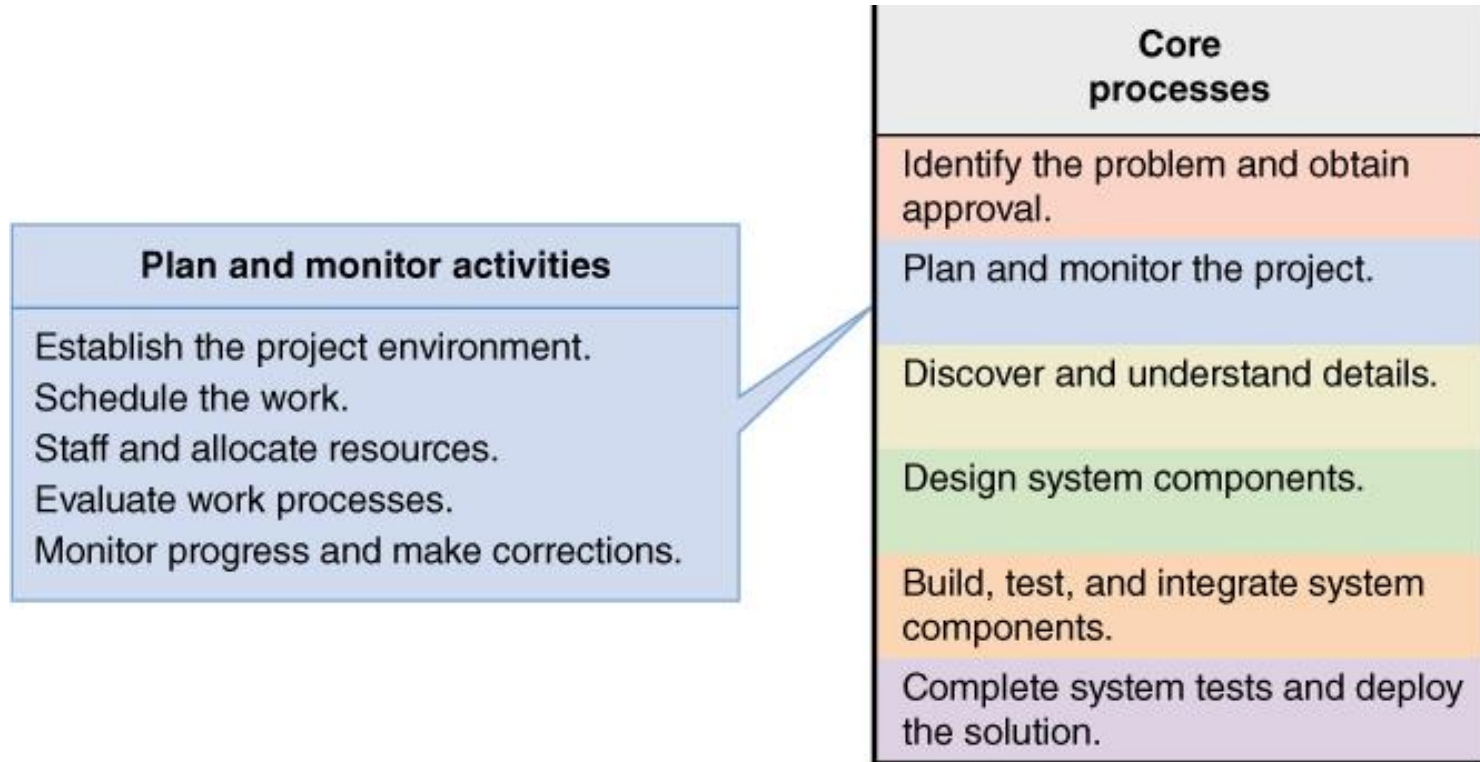 Plan and monitor activities
Establish the project environment.
Schedule the work.
Staff and allocate resources.
Evaluate work processes.
Monitor progress and make corrections.
Core
processes
Identify the problem and obtain
approval.
Plan and monitor the project.
Discover and understand details.
Design system components.
Build, test, and integrate system
components.
Complete system tests and deploy
the solution.